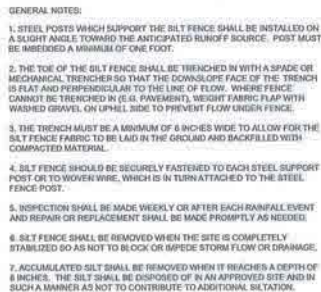 GENERAL NOTES:
1. STEEL POSTS WHICH SUPPORT THE SILT FENCE SHALL BE INSTALLED ON
A SLIGHT ANGLE TOWARD THE ANTICIPATED RUNOFF SOURCE. POST MUST
BE IMBEDDED A MINIMUM OF ONE FOOT.
2. THE TOE OF THE SILT FENCE SHALL BE TRENCHED IN WITH A SPADE OR
MECHANICAL TRENCHER SO THAT THE DOWNSLOPE FACE OF THE TRENCH
IS FLAT AND PERPENDICULAR TO THE LINE OF FLOW. WHERE FENCE
CANNOT BE TRENCHED IN (E.G. PAVEMENT), WEIGHT FABRIC FLAP WITH
WASHED GRAVEL ON UPHILL SIDE TO PREVENT FLOW UNDER FENCE.
3. THE TRENCH MUST BE A MINIMUM OF 6 INCHES WIDE TO ALLOW FOR THE
SILT FENCE FABRIC TO BE LAID IN THE GROUND AND BACKFILLED WITH
COMPACTED MATERIAL.
4. SILT FENCE SHOULD BE SECURELY FASTENED TO EACH STEEL SUPPORT
POST OR TO WOVEN WIRE, WHICH IS IN TURN ATTACHED TO THE STEEL
FENCE POST.
5. INSPECTION SHALL BE MADE WEEKLY OR AFTER EACH RAINFALL EVENT
AND REPAIR OR REPLACEMENT SHALL BE MADE PROMPTLY AS NEEDED.
6. SILT FENCE SHALL BE REMOVED WHEN THE SITE IS COMPLETELY
STABILIZED SO AS NOT TO BLOCK OR IMPEDE STORM FLOW OR DRAINAGE.
7. ACCUMULATED SILT SHALL BE REMOVED WHEN IT REACHES A DEPTH OF
6 INCHES. THE SILT SHALL BE DISPOSED OF IN AN APPROVED SITE AND IN
SUCH A MANNER AS NOT TO CONTRIBUTE TO ADDITIONAL SILTATION.